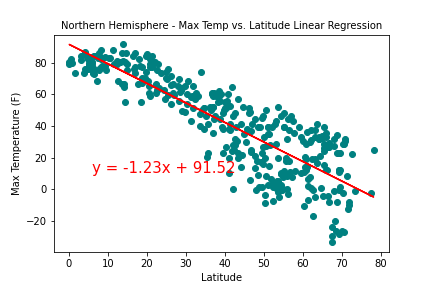 Northern Hemisphere - Max Temp vs. Latitude Linear Regression
Max Temperature (F)
80
60
40
20
0
−20
y = -1.23x + 91.52
0 10 20 30 40 50 60 70 80
Latitude